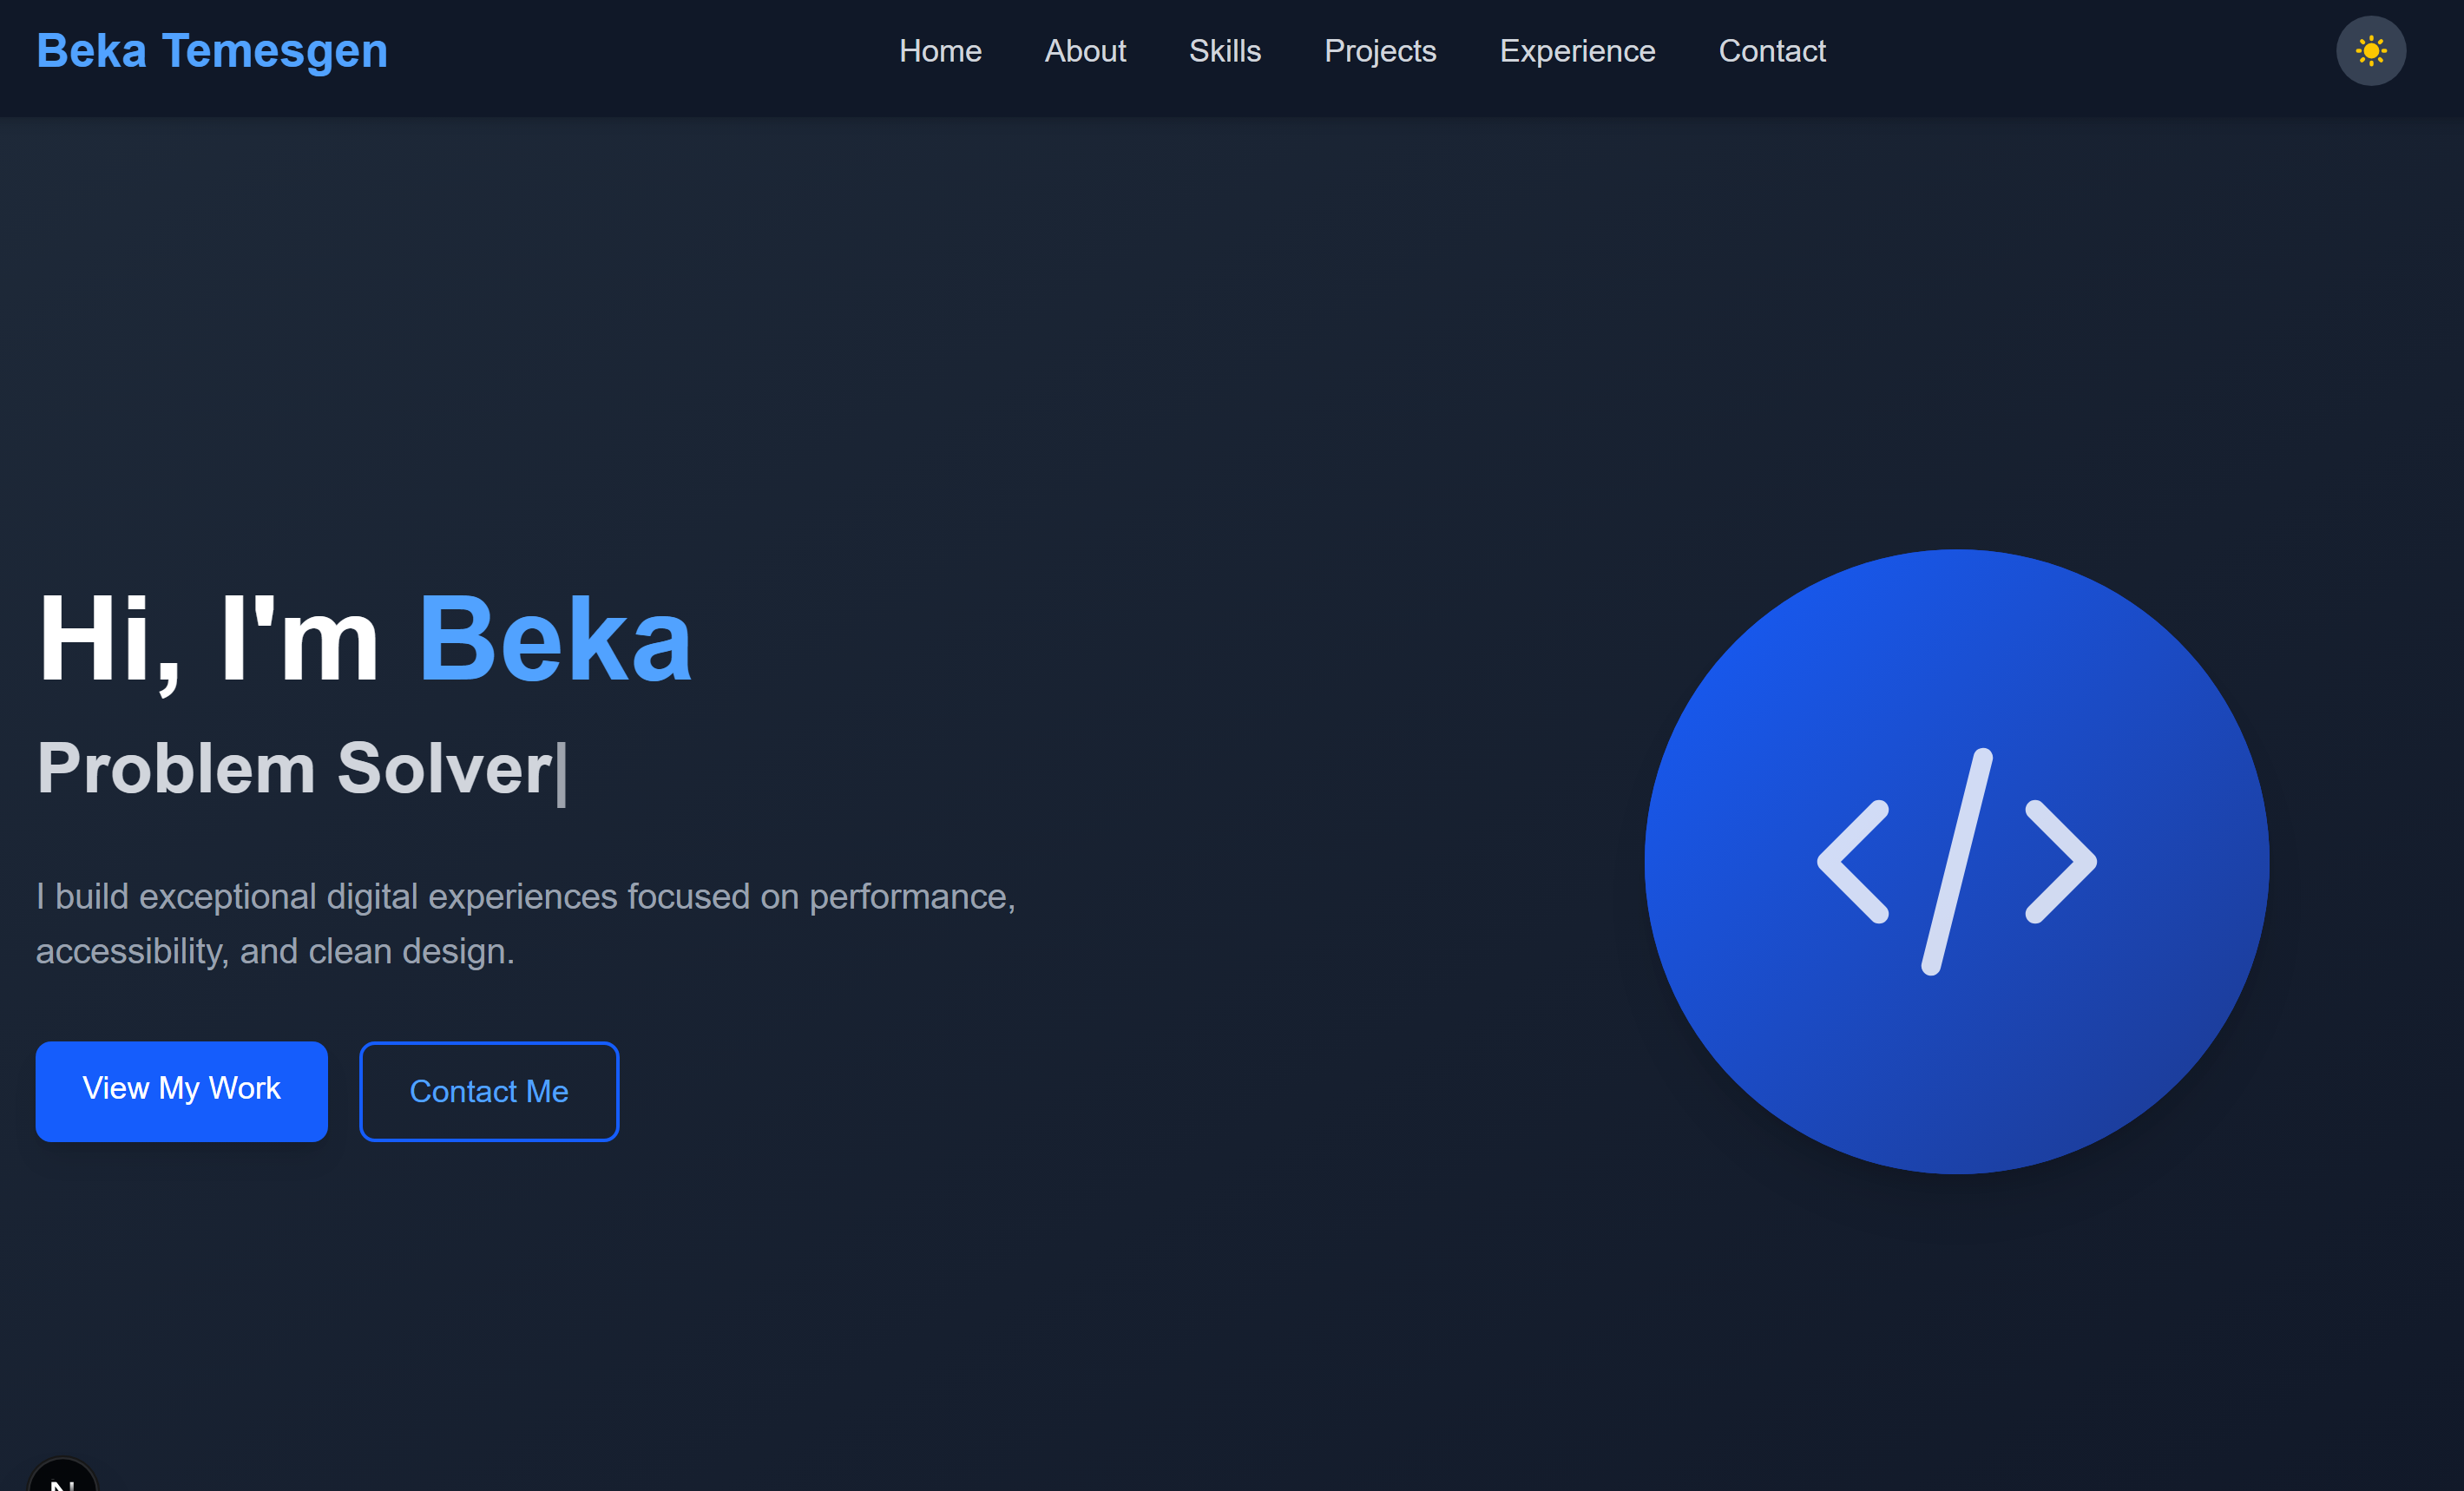 Beka Temesgen
Home About Skills Projects Experience Contact
Hi, I'm Beka
Problem Solver|
</>
I build exceptional digital experiences focused on performance,
accessibility, and clean design.
View My Work Contact Me
N